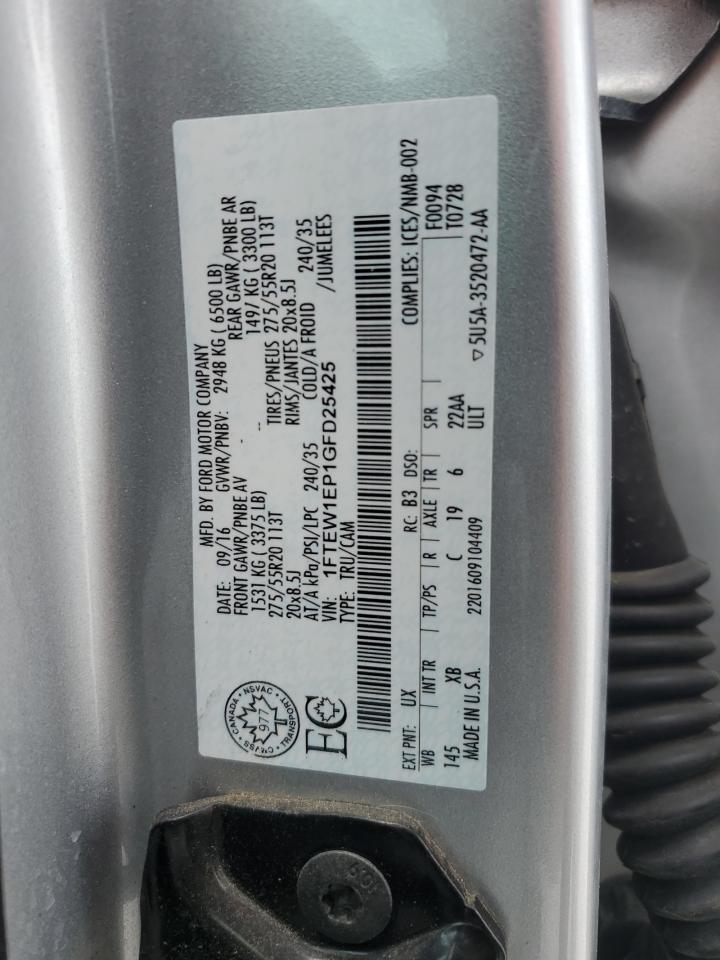 MFD. BY FORD MOTOR COMPANY
DATE: 09/16 GVWR/PNBV: 2948 KG ( 6500 LB)
FRONT GAWR/PNBE AV REAR GAWR/PNBE AR
1531 KG ( 3375 LB) 1497 KG ( 3300 LB)
275/55R20 113T TIRES/PNEUS 275/55R20 113T
20x8.5J RIMS/JANTES 20x8.5J
AT/A kPa/PSI/LPC 240/35 COLD/A FROID 240/35
VIN: 1FTEW1EP1GFD25425 /JUMELEES
TYPE: TRU/CAM
CANADA • NSVAC • TRANSPORT • CMVSS
977
EC
COMPLIES: ICES/NMB-002
EXT PNT: UX RC: B3 DSO: F0094
WB INT TR TP/PS R AXLE TR SPR T0728
145 XB C 19 6 22AA
MADE IN U.S.A. 2201609104409 ULT ▽5U5A-3520472-AA
10.9